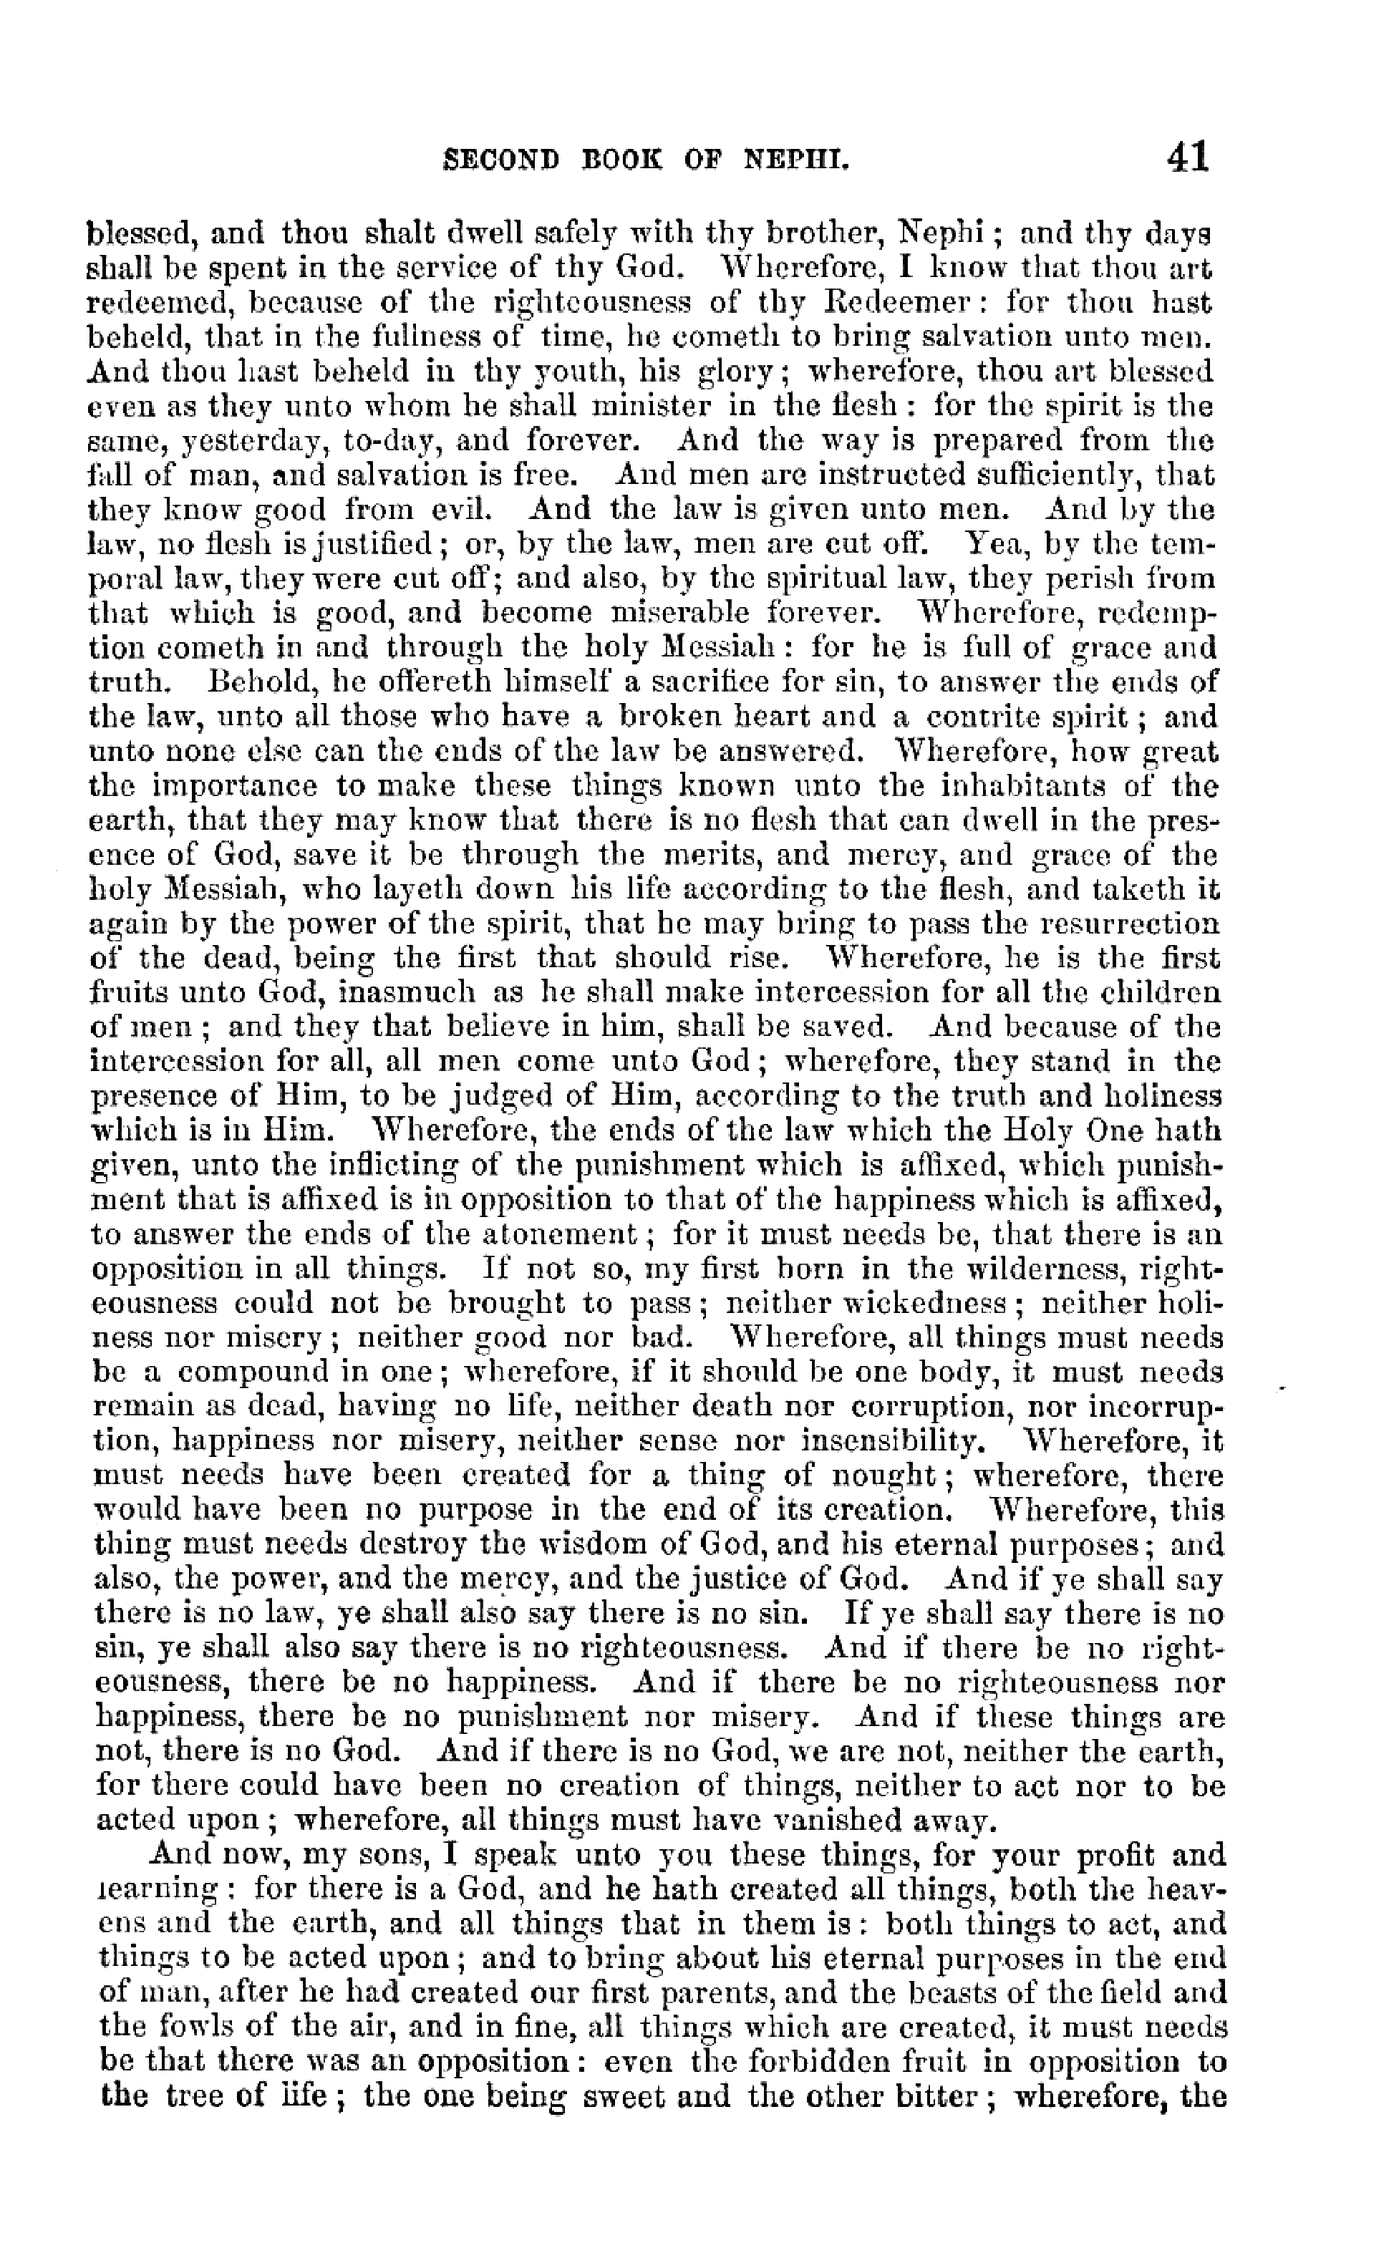 SECOND BOOK OF NEPHI. 41
blessed, and thou shalt dwell safely with thy brother, Nephi; and thy days
shall be spent in the service of thy God. Wherefore, I know that thou art
redeemed, because of the righteousness of thy Redeemer: for thou hast
beheld, that in the fullness of time, he cometh to bring salvation unto men.
And thou hast beheld in thy youth, his glory; wherefore, thou art blessed
even as they unto whom he shall minister in the flesh: for the spirit is the
same, yesterday, to-day, and forever. And the way is prepared from the
fall of man, and salvation is free. And men are instructed sufficiently, that
they know good from evil. And the law is given unto men. And by the
law, no flesh is justified; or, by the law, men are cut off. Yea, by the tem-
poral law, they were cut off; and also, by the spiritual law, they perish from
that which is good, and become miserable forever. Wherefore, redemp-
tion cometh in and through the holy Messiah: for he is full of grace and
truth. Behold, he offereth himself a sacrifice for sin, to answer the ends of
the law, unto all those who have a broken heart and a contrite spirit; and
unto none else can the ends of the law be answered. Wherefore, how great
the importance to make these things known unto the inhabitants of the
earth, that they may know that there is no flesh that can dwell in the pres-
ence of God, save it be through the merits, and mercy, and grace of the
holy Messiah, who layeth down his life according to the flesh, and taketh it
again by the power of the spirit, that he may bring to pass the resurrection
of the dead, being the first that should rise. Wherefore, he is the first
fruits unto God, inasmuch as he shall make intercession for all the children
of men; and they that believe in him, shall be saved. And because of the
intercession for all, all men come unto God; wherefore, they stand in the
presence of Him, to be judged of Him, according to the truth and holiness
which is in Him. Wherefore, the ends of the law which the Holy One hath
given, unto the inflicting of the punishment which is affixed, which punish-
ment that is affixed is in opposition to that of the happiness which is affixed,
to answer the ends of the atonement; for it must needs be, that there is an
opposition in all things. If not so, my first born in the wilderness, right-
eousness could not be brought to pass; neither wickedness; neither holi-
ness nor misery; neither good nor bad. Wherefore, all things must needs
be a compound in one; wherefore, if it should be one body, it must needs
remain as dead, having no life, neither death nor corruption, nor incorrup-
tion, happiness nor misery, neither sense nor insensibility. Wherefore, it
must needs have been created for a thing of nought; wherefore, there
would have been no purpose in the end of its creation. Wherefore, this
thing must needs destroy the wisdom of God, and his eternal purposes; and
also, the power, and the mercy, and the justice of God. And if ye shall say
there is no law, ye shall also say there is no sin. If ye shall say there is no
sin, ye shall also say there is no righteousness. And if there be no right-
eousness, there be no happiness. And if there be no righteousness nor
happiness, there be no punishment nor misery. And if these things are
not, there is no God. And if there is no God, we are not, neither the earth,
for there could have been no creation of things, neither to act nor to be
acted upon; wherefore, all things must have vanished away.
And now, my sons, I speak unto you these things, for your profit and
learning: for there is a God, and he hath created all things, both the heav-
ens and the earth, and all things that in them is: both things to act, and
things to be acted upon; and to bring about his eternal purposes in the end
of man, after he had created our first parents, and the beasts of the field and
the fowls of the air, and in fine, all things which are created, it must needs
be that there was an opposition: even the forbidden fruit in opposition to
the tree of life; the one being sweet and the other bitter; wherefore, the